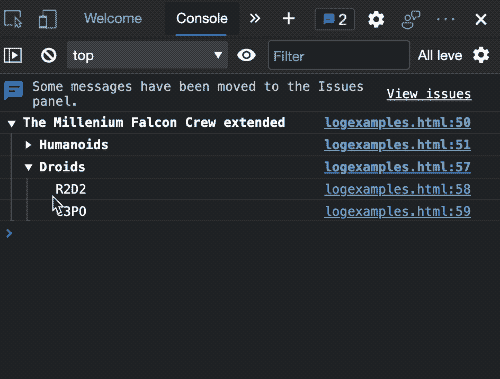 Welcome Console 2
top Filter All leve
Some messages have been moved to the Issues View issues
panel.
The Millenium Falcon Crew extended logexamples.html:50
Humanoids logexamples.html:51
Droids logexamples.html:57
R2D2 logexamples.html:58
C3PO logexamples.html:59